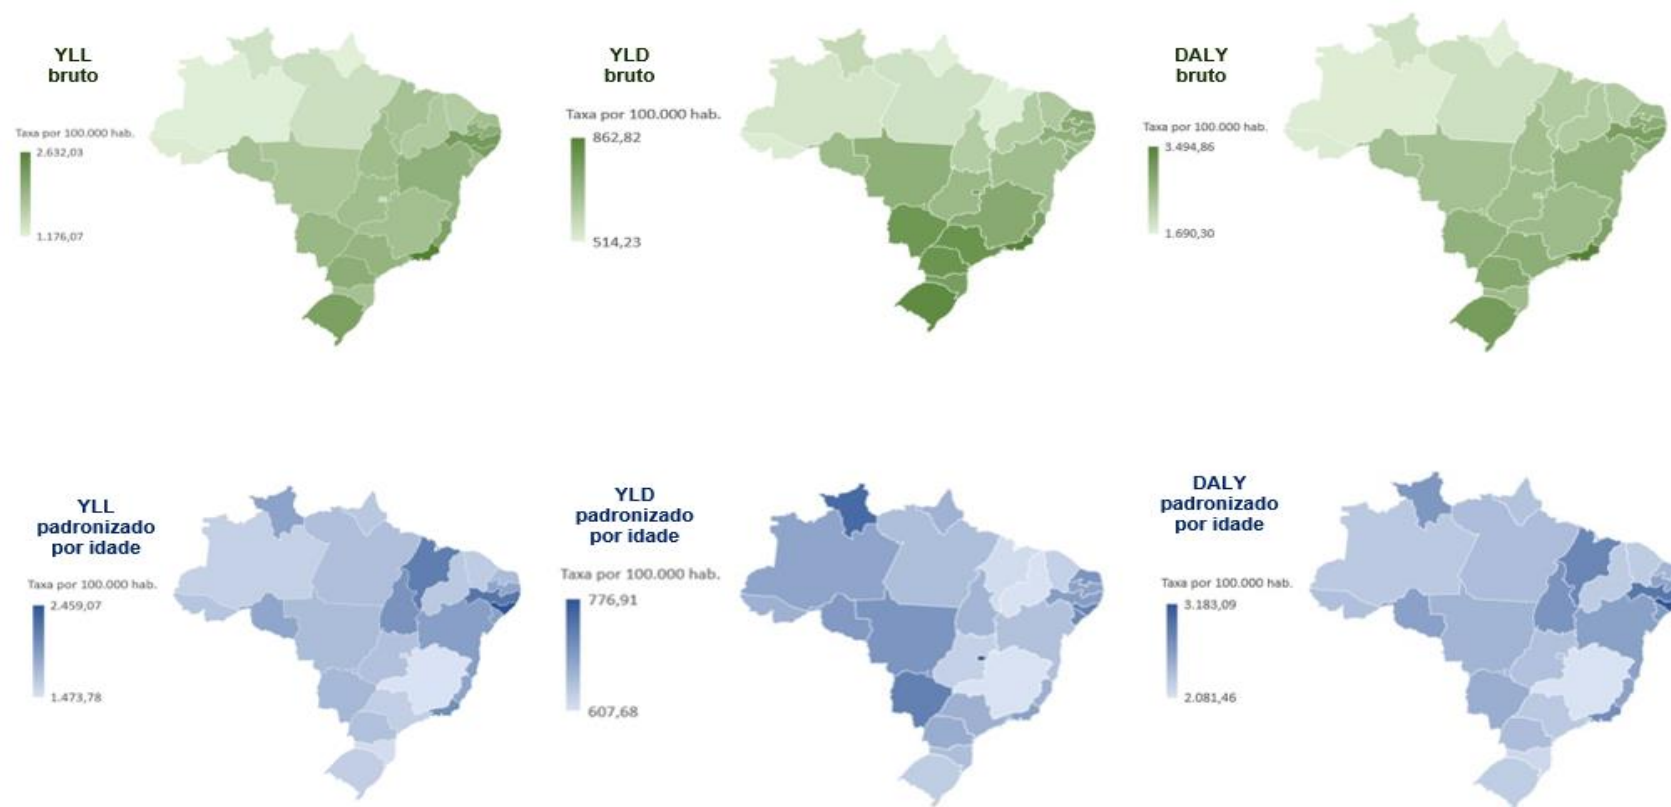 YLL
bruto
Taxa por 100.000 hab.
2.632,03
1.176,07
YLD
bruto
Taxa por 100.000 hab.
862,82
514,23
DALY
bruto
Taxa por 100.000 hab.
3.494,86
1.690,30
YLL
padronizado
por idade
Taxa por 100.000 hab.
2.459,07
1.473,78
YLD
padronizado
por idade
Taxa por 100.000 hab.
776,91
607,68
DALY
padronizado
por idade
Taxa por 100.000 hab.
3.183,09
2.081,46